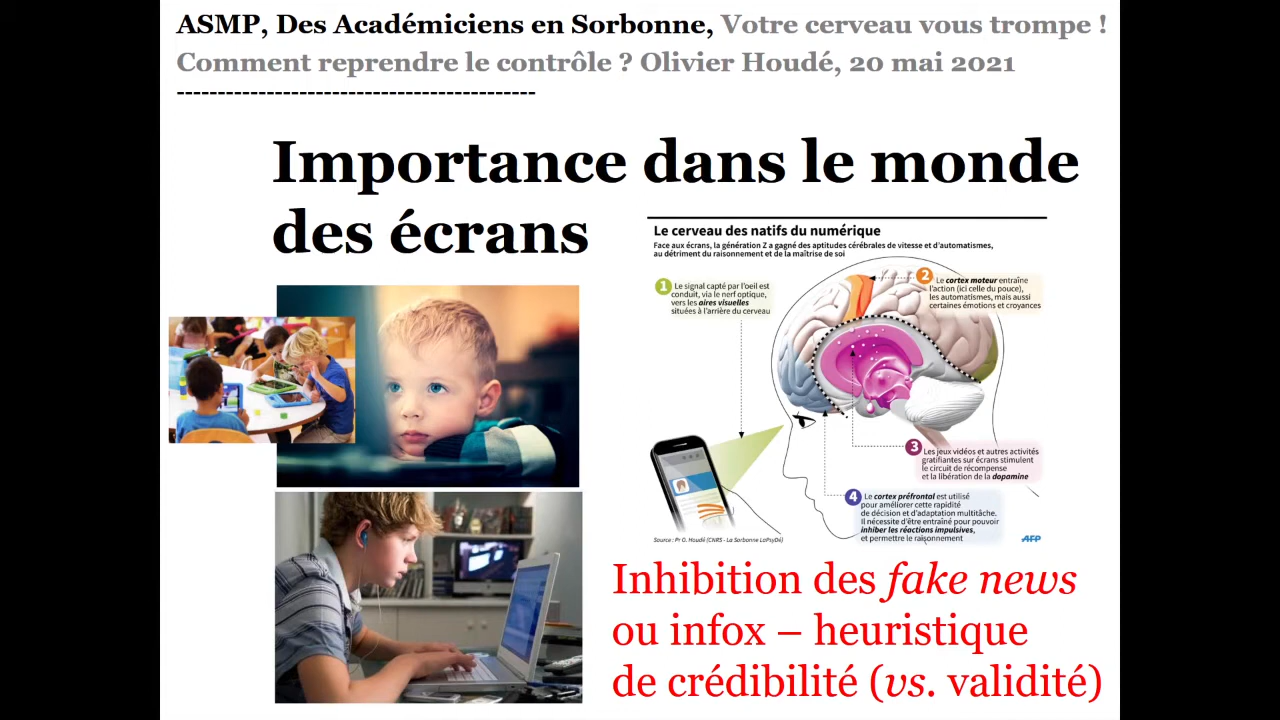 ASMP, Des Académiciens en Sorbonne, Votre cerveau vous trompe !
Comment reprendre le contrôle ? Olivier Houdé, 20 mai 2021
-----------------------------------------
Importance dans le monde
des écrans
Le cerveau des natifs du numérique
Face aux écrans, la génération Z a gagné des aptitudes cérébrales de vitesse et d'automatismes,
au détriment du raisonnement et de la maîtrise de soi
1 Le signal capté par l'oeil est
conduit, via le nerf optique,
vers les aires visuelles
situées à l'arrière du cerveau
2 Le cortex moteur entraîne
l'action (ici celle du pouce),
les automatismes, mais aussi
certaines émotions et croyances
3 Les jeux vidéos et autres activités
gratifiantes sur écrans stimulent
le circuit de récompense
et la libération de la dopamine
4 Le cortex préfrontal est utilisé
pour améliorer cette rapidité
de décision et d'adaptation multitâche.
Il nécessite d'être entraîné pour pouvoir
inhiber les réactions impulsives,
et permettre le raisonnement
Source : Pr O. Houdé (CNRS - La Sorbonne LaPsyDé)
AFP
Inhibition des fake news
ou infox – heuristique
de crédibilité (vs. validité)